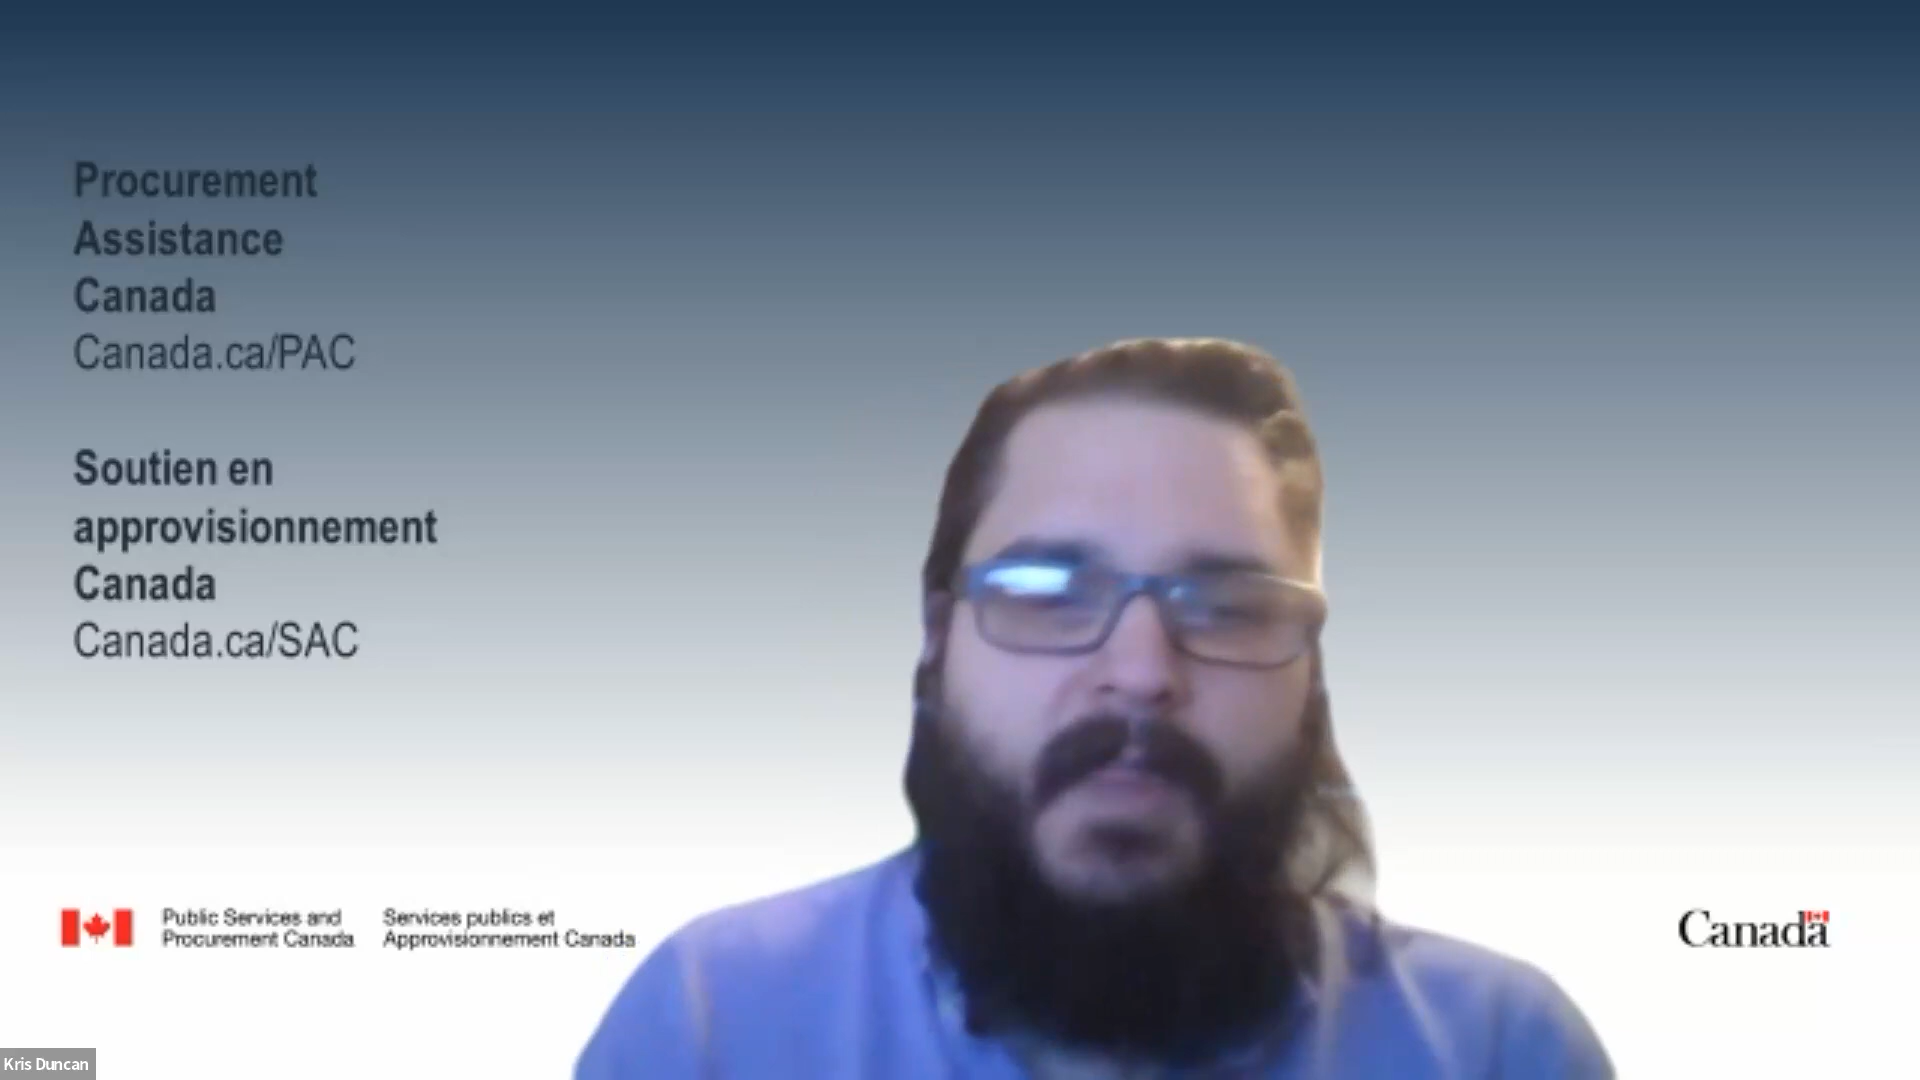 Procurement
Assistance
Canada
Canada.ca/PAC
Soutien en
approvisionnement
Canada
Canada.ca/SAC
Public Services and
Procurement Canada
Services publics et
Approvisionnement Canada
Canada
Kris Duncan